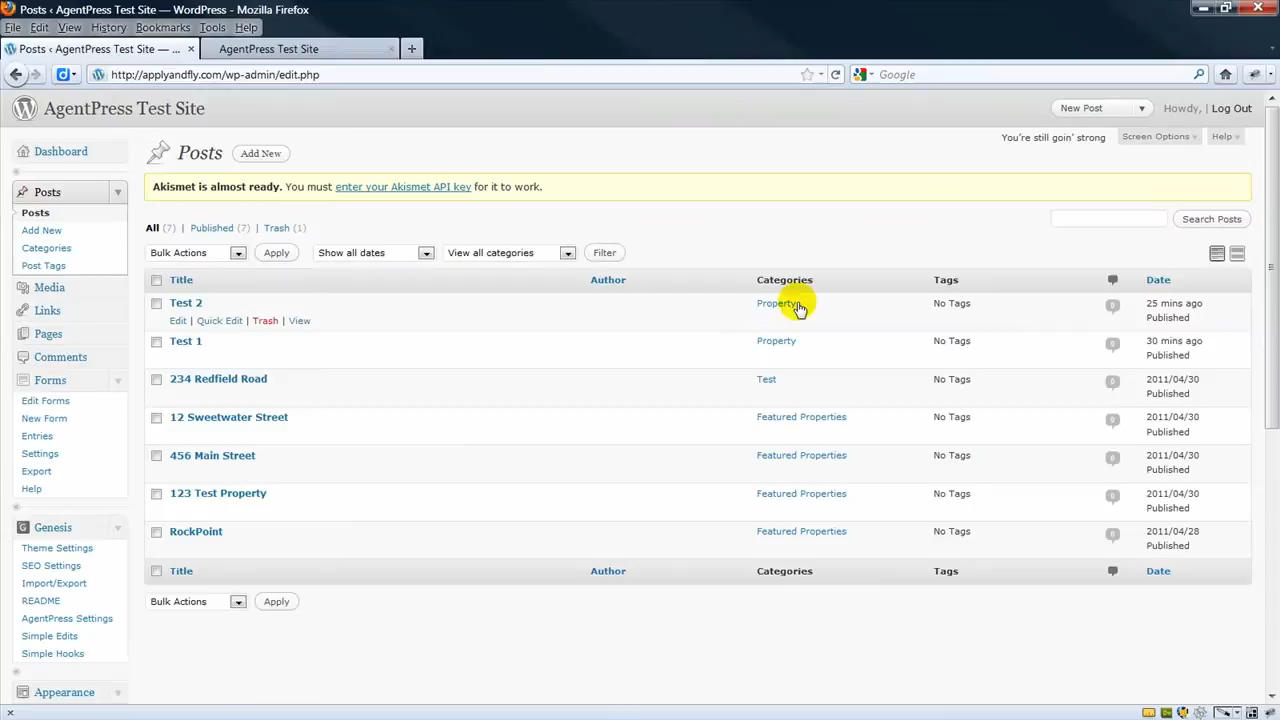 Posts ‹ AgentPress Test Site — WordPress - Mozilla Firefox
File Edit View History Bookmarks Tools Help
Posts ‹ AgentPress Test Site — ... × AgentPress Test Site × +
http://applyandfly.com/wp-admin/edit.php Google
AgentPress Test Site New Post Howdy, | Log Out
You're still goin' strong Screen Options Help
Dashboard
Posts Add New
Akismet is almost ready. You must enter your Akismet API key for it to work.
Posts
Posts
Add New
Categories
Post Tags
Media
Links
Pages
Comments
Forms
Edit Forms
New Form
Entries
Settings
Export
Help
Genesis
Theme Settings
SEO Settings
Import/Export
README
AgentPress Settings
Simple Edits
Simple Hooks
Appearance
Search Posts
All (7) | Published (7) | Trash (1)
Bulk Actions Apply Show all dates View all categories Filter
Title Author Categories Tags Date
Test 2 Property No Tags 0 25 mins ago
Edit | Quick Edit | Trash | View Published
Test 1 Property No Tags 0 30 mins ago
Published
234 Redfield Road Test No Tags 0 2011/04/30
Published
12 Sweetwater Street Featured Properties No Tags 0 2011/04/30
Published
456 Main Street Featured Properties No Tags 0 2011/04/30
Published
123 Test Property Featured Properties No Tags 0 2011/04/30
Published
RockPoint Featured Properties No Tags 0 2011/04/28
Published
Title Author Categories Tags Date
Bulk Actions Apply